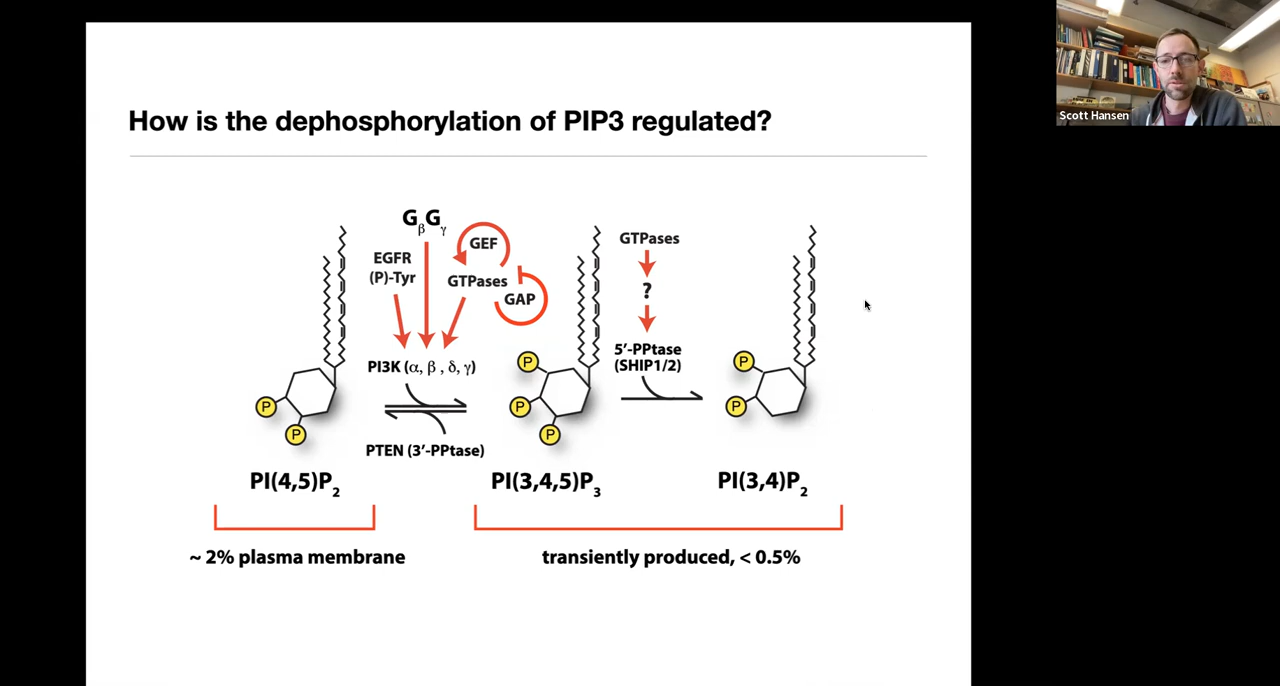 How is the dephosphorylation of PIP3 regulated?
GβGγ
GEF
EGFR
(P)-Tyr
GTPases
GAP
GTPases
?
PI3K (α, β , δ, γ)
5′-PPtase
(SHIP1/2)
P
P
P
P
P
P
P
PTEN (3′-PPtase)
PI(4,5)P2
PI(3,4,5)P3
PI(3,4)P2
~ 2% plasma membrane
transiently produced, < 0.5%
Scott Hansen